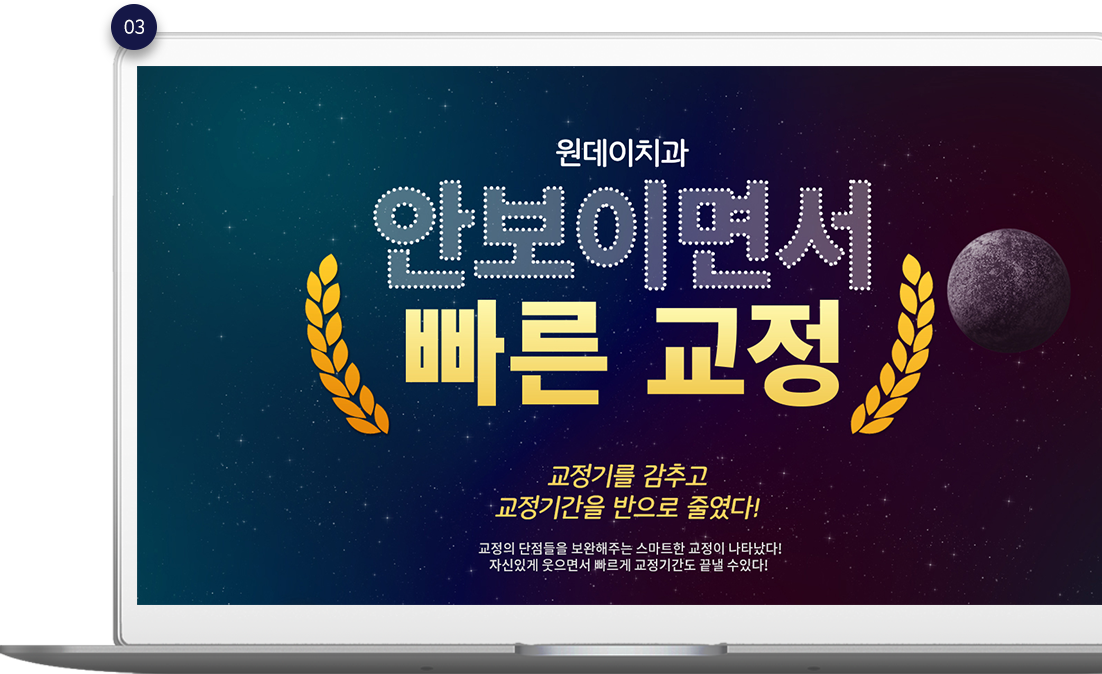 03
원데이치과
안보이면서
빠른 교정
교정기를 감추고
교정기간을 반으로 줄였다!
교정의 단점들을 보완해주는 스마트한 교정이 나타났다!
자신있게 웃으면서 빠르게 교정기간도 끝낼 수있다!